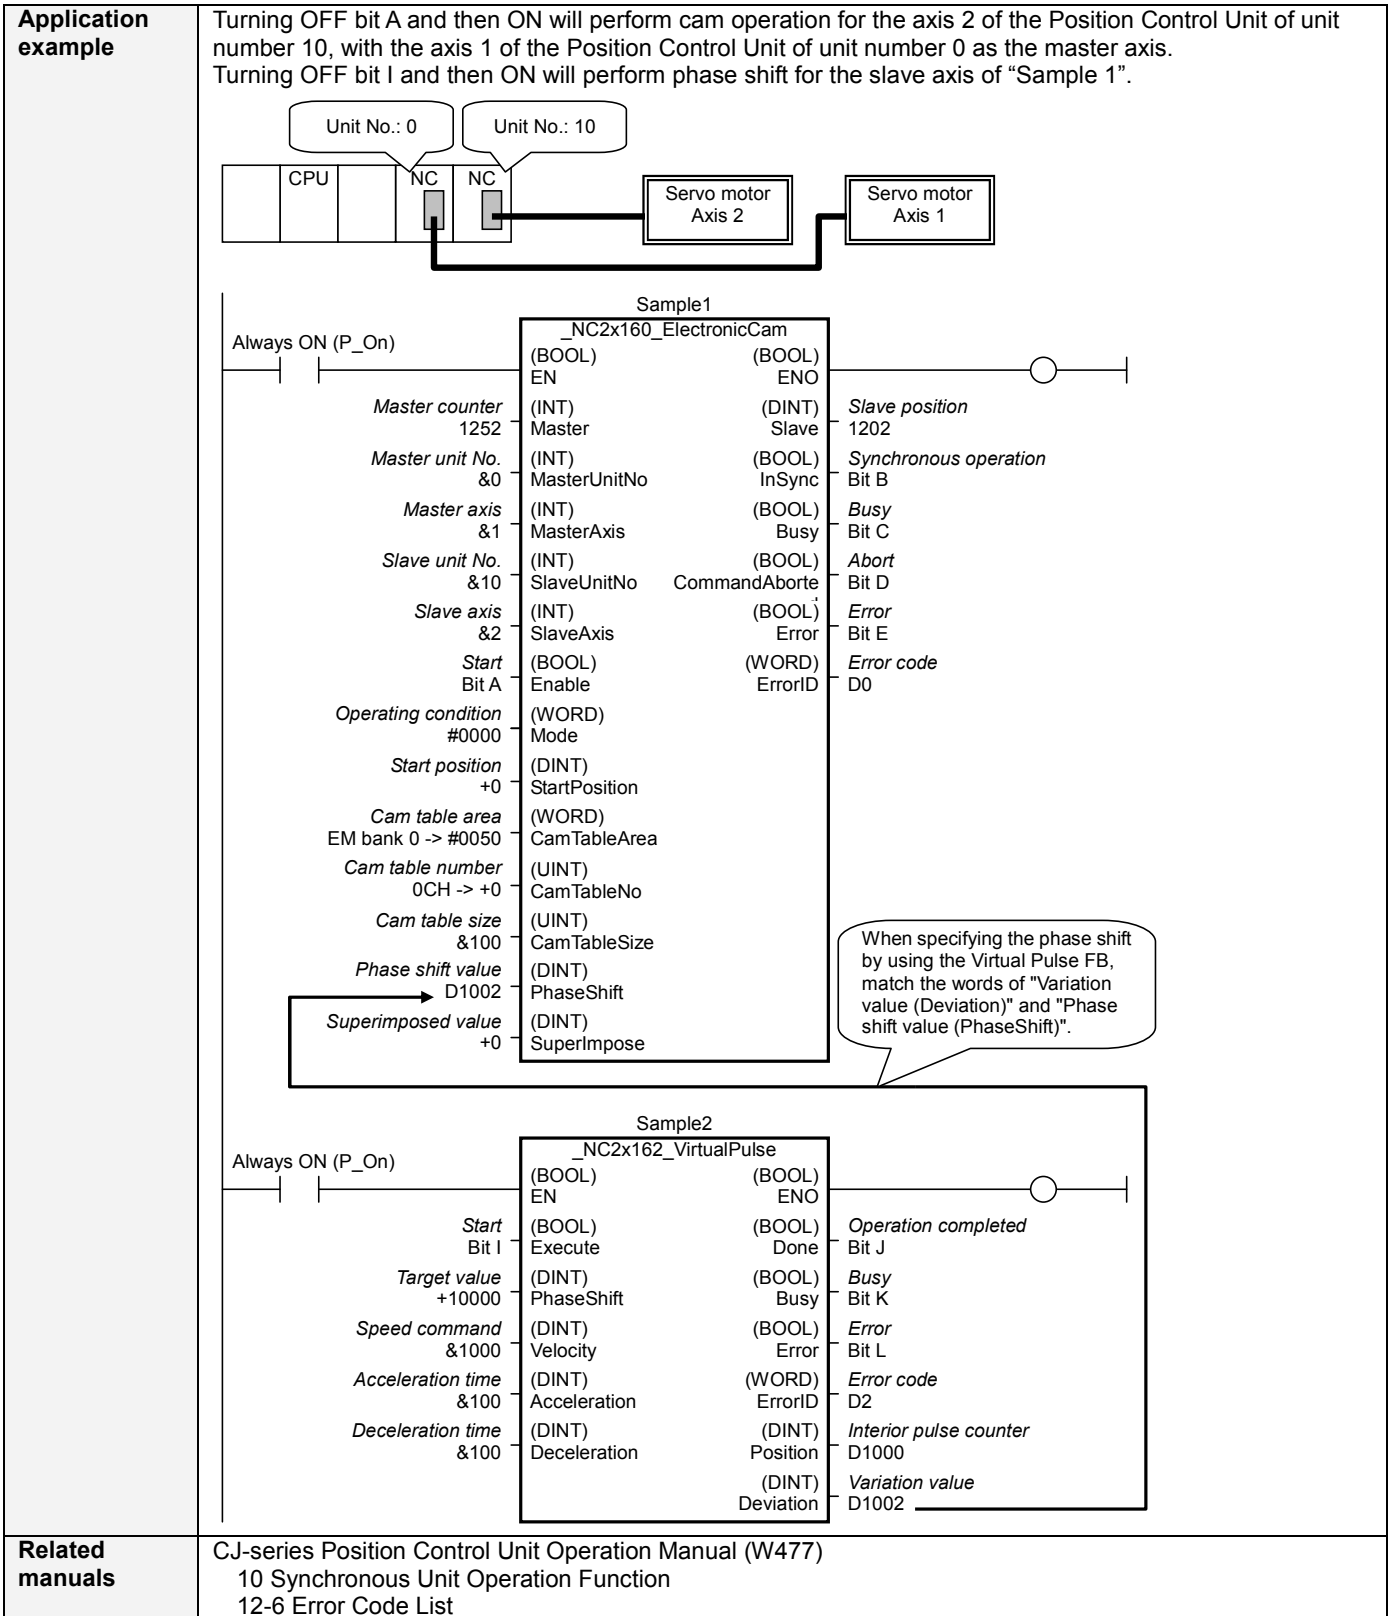 Application
example
Turning OFF bit A and then ON will perform cam operation for the axis 2 of the Position Control Unit of unit
number 10, with the axis 1 of the Position Control Unit of unit number 0 as the master axis.
Turning OFF bit I and then ON will perform phase shift for the slave axis of “Sample 1”.
Unit No.: 0
Unit No.: 10
CPU
NC
NC
Servo motor
Axis 2
Servo motor
Axis 1
Sample1
_NC2x160_ElectronicCam
Always ON (P_On)
(BOOL)
EN
(BOOL)
ENO
Master counter
1252
(INT)
Master
(DINT)
Slave
Slave position
1202
Master unit No.
&0
(INT)
MasterUnitNo
(BOOL)
InSync
Synchronous operation
Bit B
Master axis
&1
(INT)
MasterAxis
(BOOL)
Busy
Busy
Bit C
Slave unit No.
&10
(INT)
SlaveUnitNo
(BOOL)
CommandAborte
Abort
Bit D
Slave axis
&2
(INT)
SlaveAxis
(BOOL)
Error
Error
Bit E
Start
Bit A
(BOOL)
Enable
(WORD)
ErrorID
Error code
D0
Operating condition
#0000
(WORD)
Mode
Start position
+0
(DINT)
StartPosition
Cam table area
EM bank 0 -> #0050
(WORD)
CamTableArea
Cam table number
0CH -> +0
(UINT)
CamTableNo
Cam table size
&100
(UINT)
CamTableSize
Phase shift value
D1002
(DINT)
PhaseShift
Superimposed value
+0
(DINT)
SuperImpose
When specifying the phase shift
by using the Virtual Pulse FB,
match the words of "Variation
value (Deviation)" and "Phase
shift value (PhaseShift)".
Sample2
_NC2x162_VirtualPulse
Always ON (P_On)
(BOOL)
EN
(BOOL)
ENO
Start
Bit I
(BOOL)
Execute
(BOOL)
Done
Operation completed
Bit J
Target value
+10000
(DINT)
PhaseShift
(BOOL)
Busy
Busy
Bit K
Speed command
&1000
(DINT)
Velocity
(BOOL)
Error
Error
Bit L
Acceleration time
&100
(DINT)
Acceleration
(WORD)
ErrorID
Error code
D2
Deceleration time
&100
(DINT)
Deceleration
(DINT)
Position
Interior pulse counter
D1000
(DINT)
Deviation
Variation value
D1002
Related
manuals
CJ-series Position Control Unit Operation Manual (W477)
10 Synchronous Unit Operation Function
12-6 Error Code List